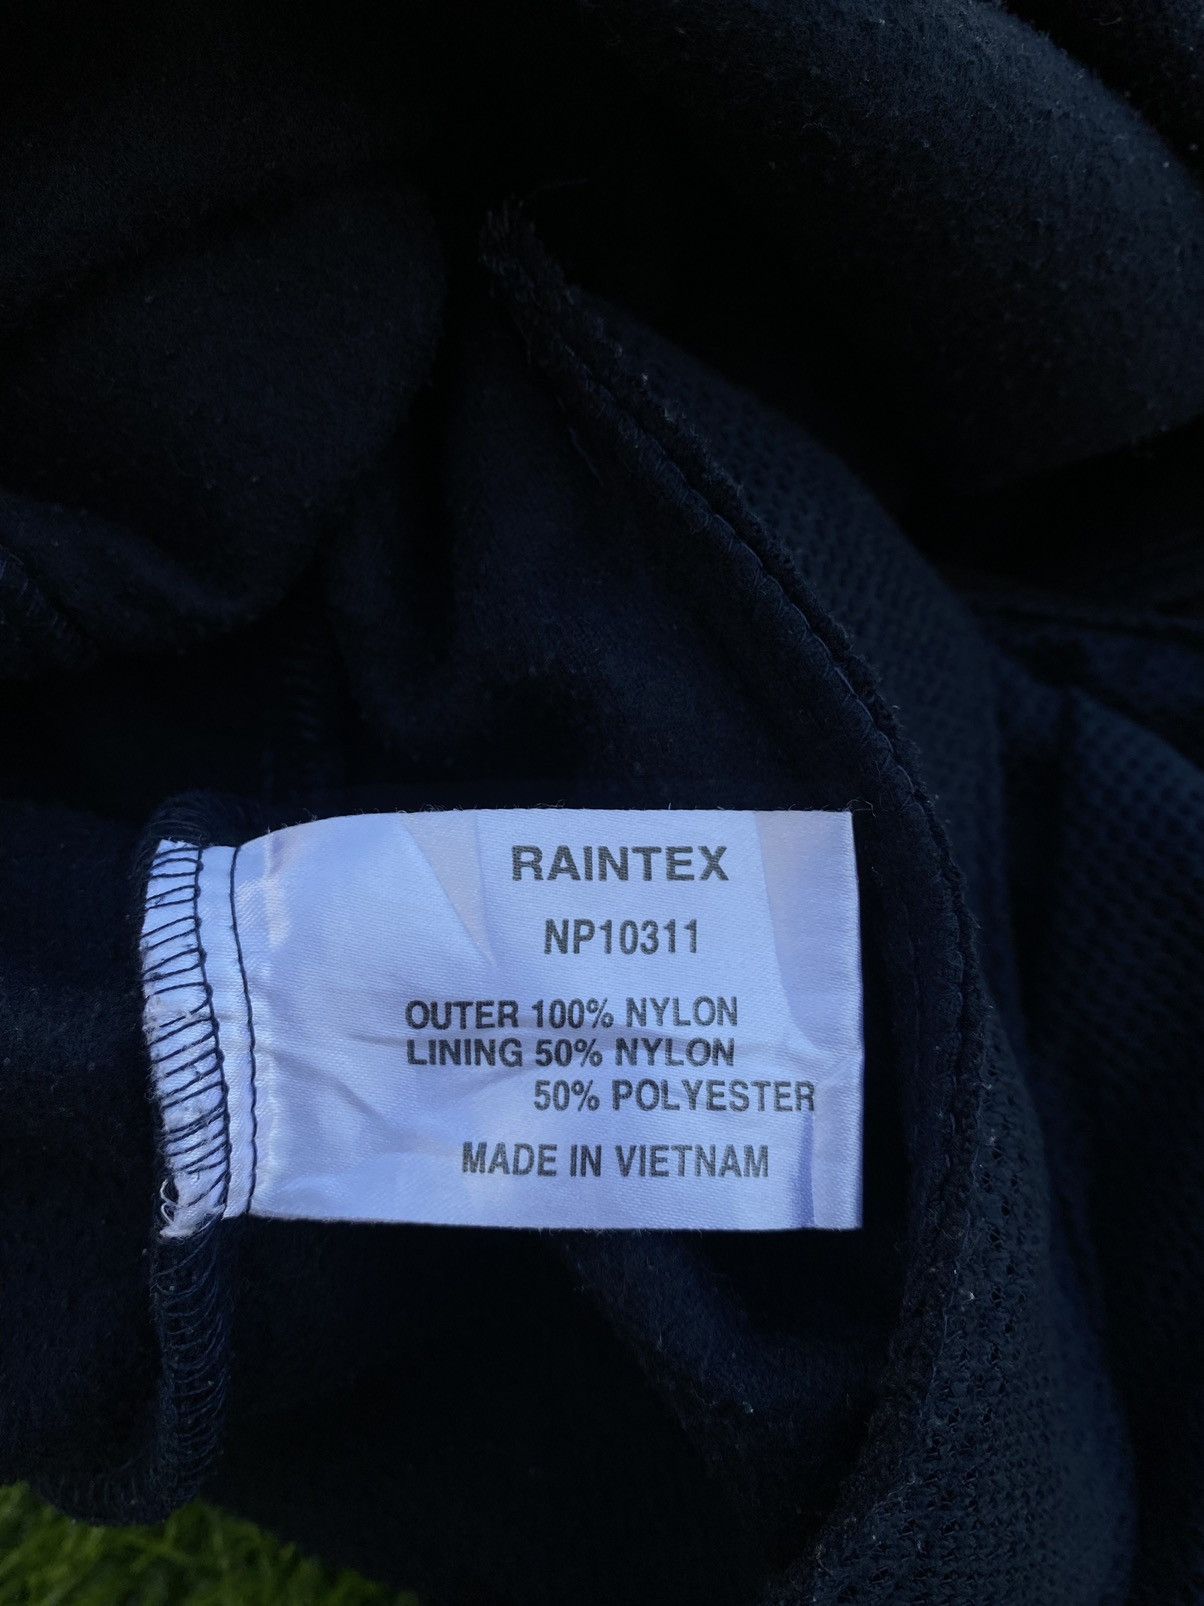 RAINTEX
NP10311
OUTER 100% NYLON
LINING 50% NYLON
50% POLYESTER
MADE IN VIETNAM